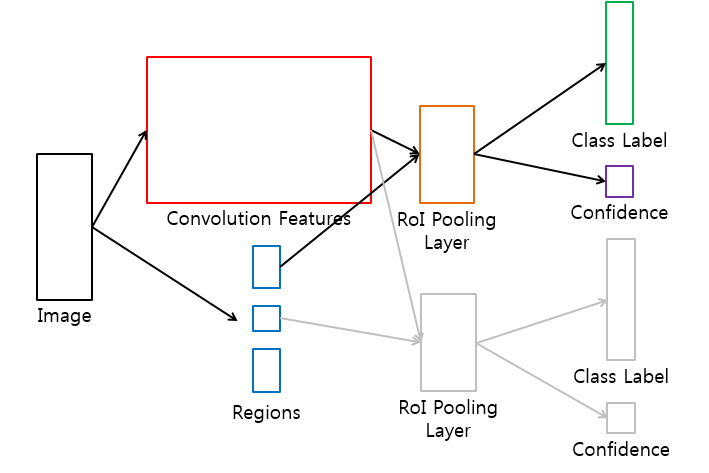 Image
Convolution Features
Regions
RoI Pooling
Layer
Class Label
Confidence
RoI Pooling
Layer
Class Label
Confidence